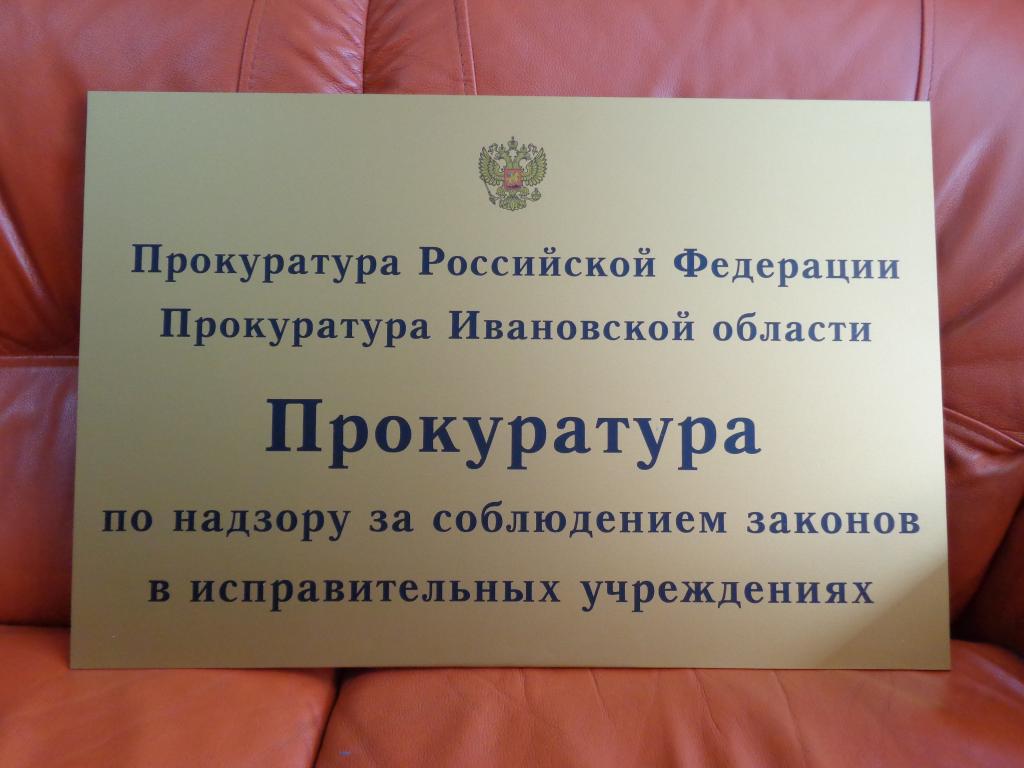 Прокуратура Российской Федерации
Прокуратура Ивановской области
Прокуратура
по надзору за соблюдением законов
в исправительных учреждениях